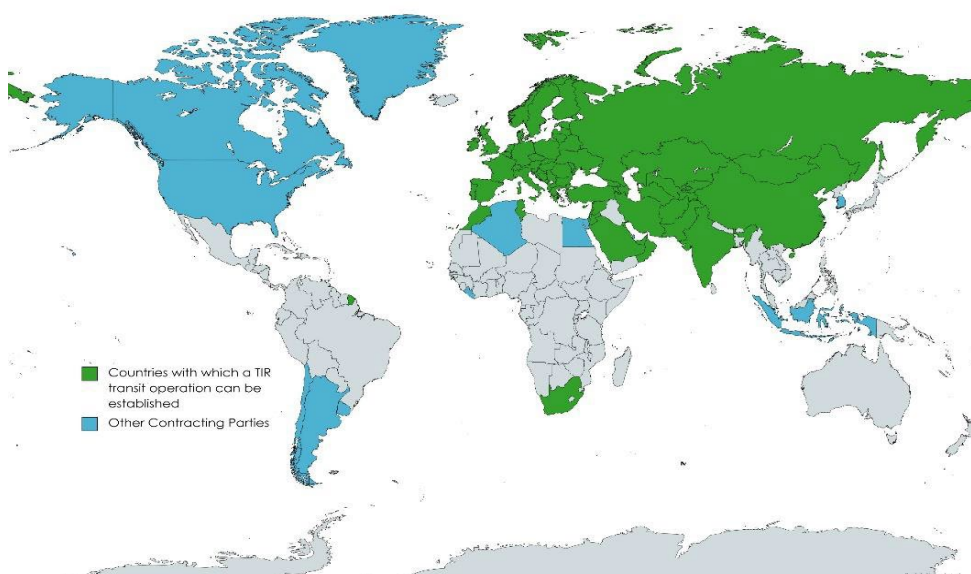 Countries with which a TIR
transit operation can be
established
Other Contracting Parties